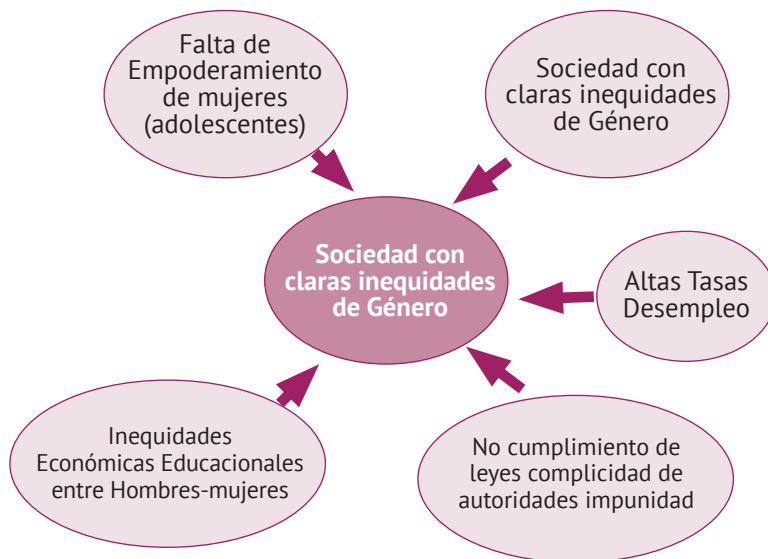 Falta de
Empoderamiento
de mujeres
(adolescentes)
Sociedad con
claras inequidades
de Género
Sociedad con
claras inequidades
de Género
Altas Tasas
Desempleo
Inequidades
Económicas Educacionales
entre Hombres-mujeres
No cumplimiento de
leyes complicidad de
autoridades impunidad